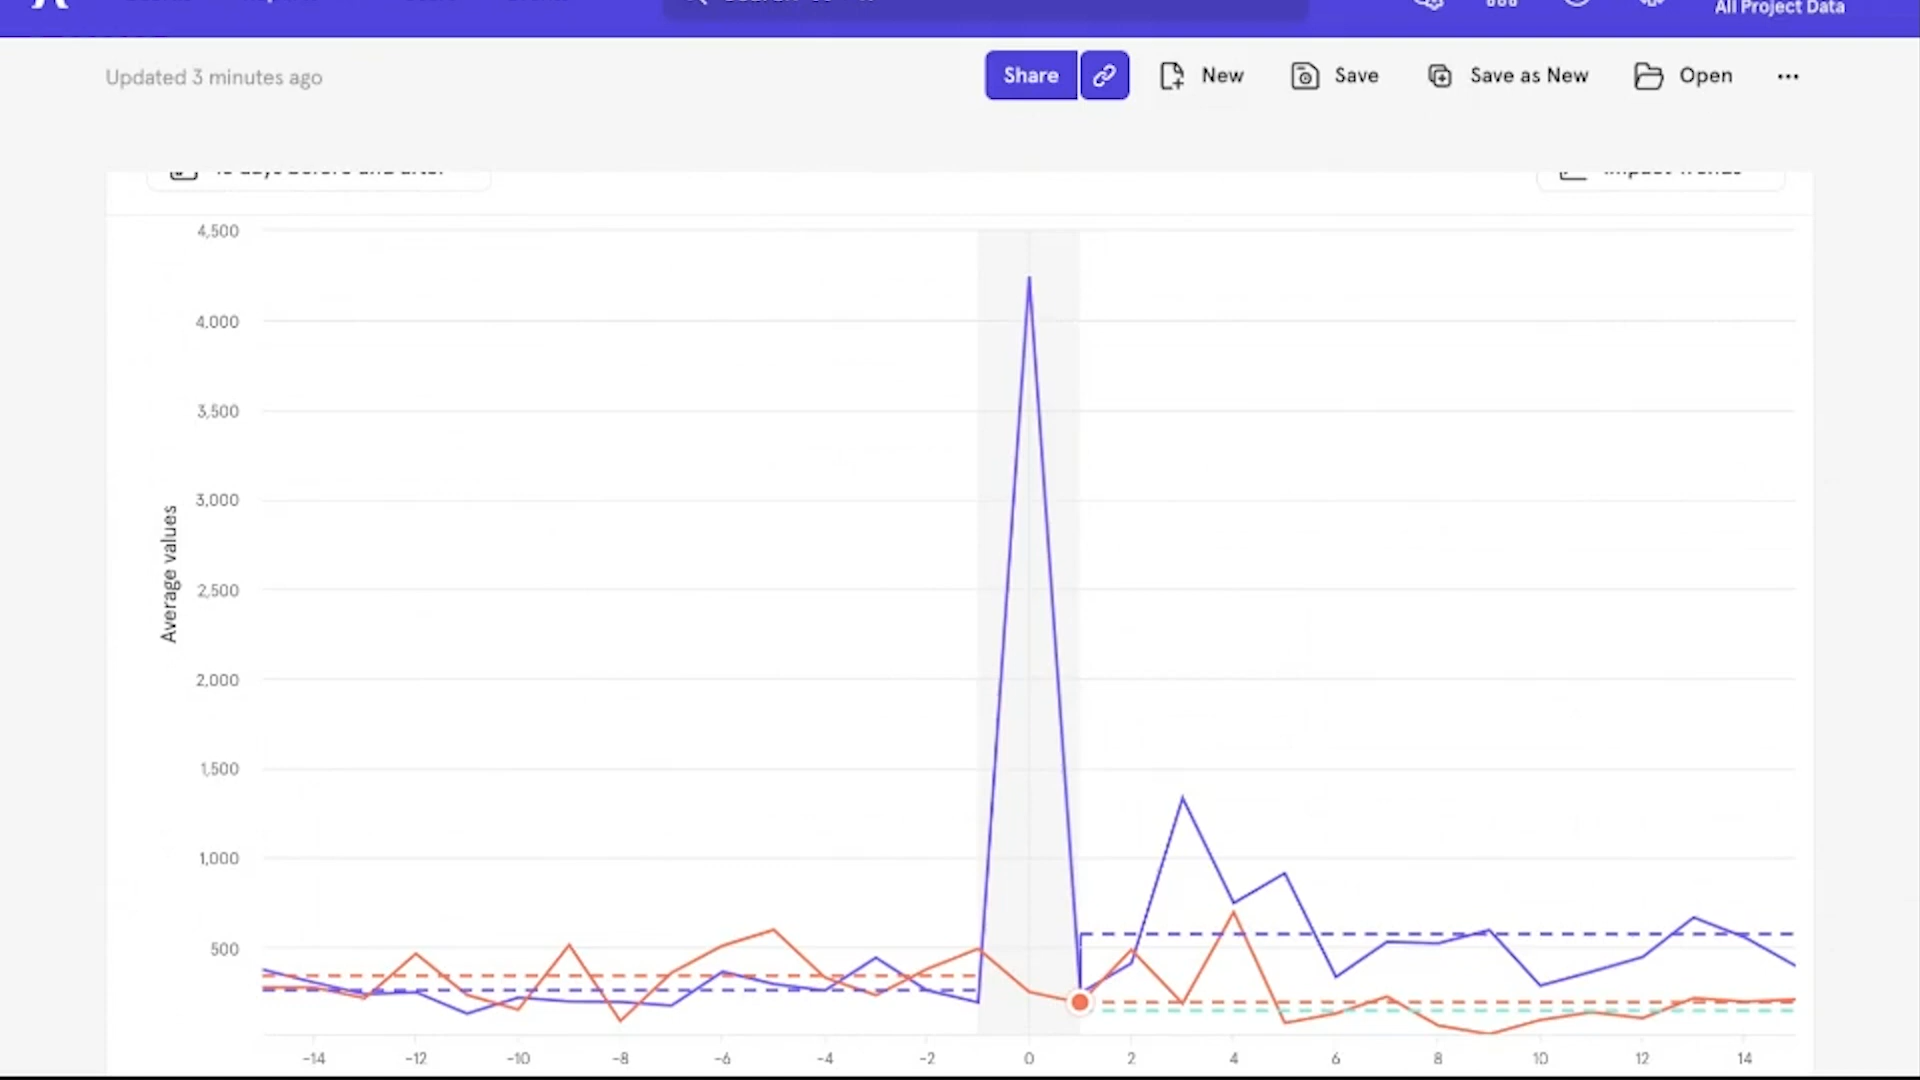 All Project Data
Updated 3 minutes ago
Share
New
Save
Save as New
Open
4,500
4,000
3,500
3,000
2,500
2,000
1,500
1,000
500
Average values
-14 -12 -10 -8 -6 -4 -2 0 2 4 6 8 10 12 14